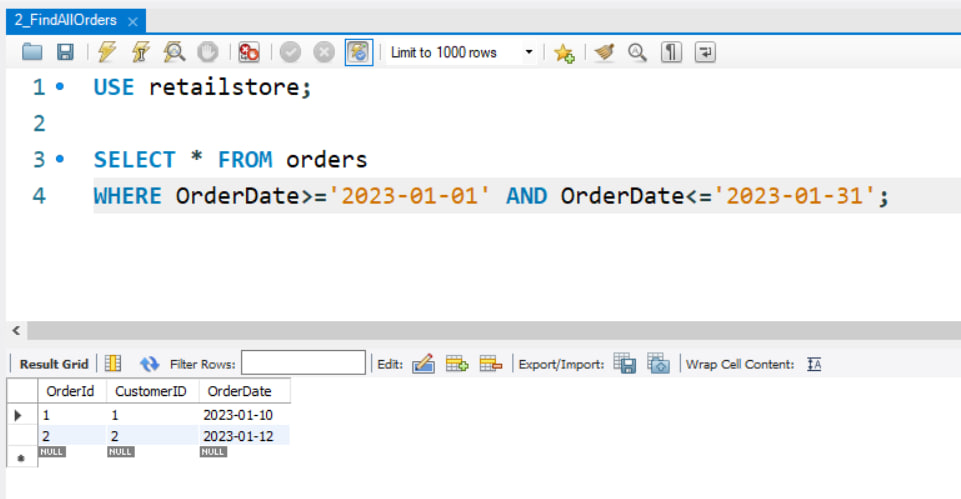 2_FindAllOrders ×
Limit to 1000 rows
1 USE retailstore;
2
3 SELECT * FROM orders
4 WHERE OrderDate>='2023-01-01' AND OrderDate<='2023-01-31';
Result Grid Filter Rows: Edit: Export/Import: Wrap Cell Content:
OrderId CustomerID OrderDate
1 1 2023-01-10
2 2 2023-01-12
NULL NULL NULL